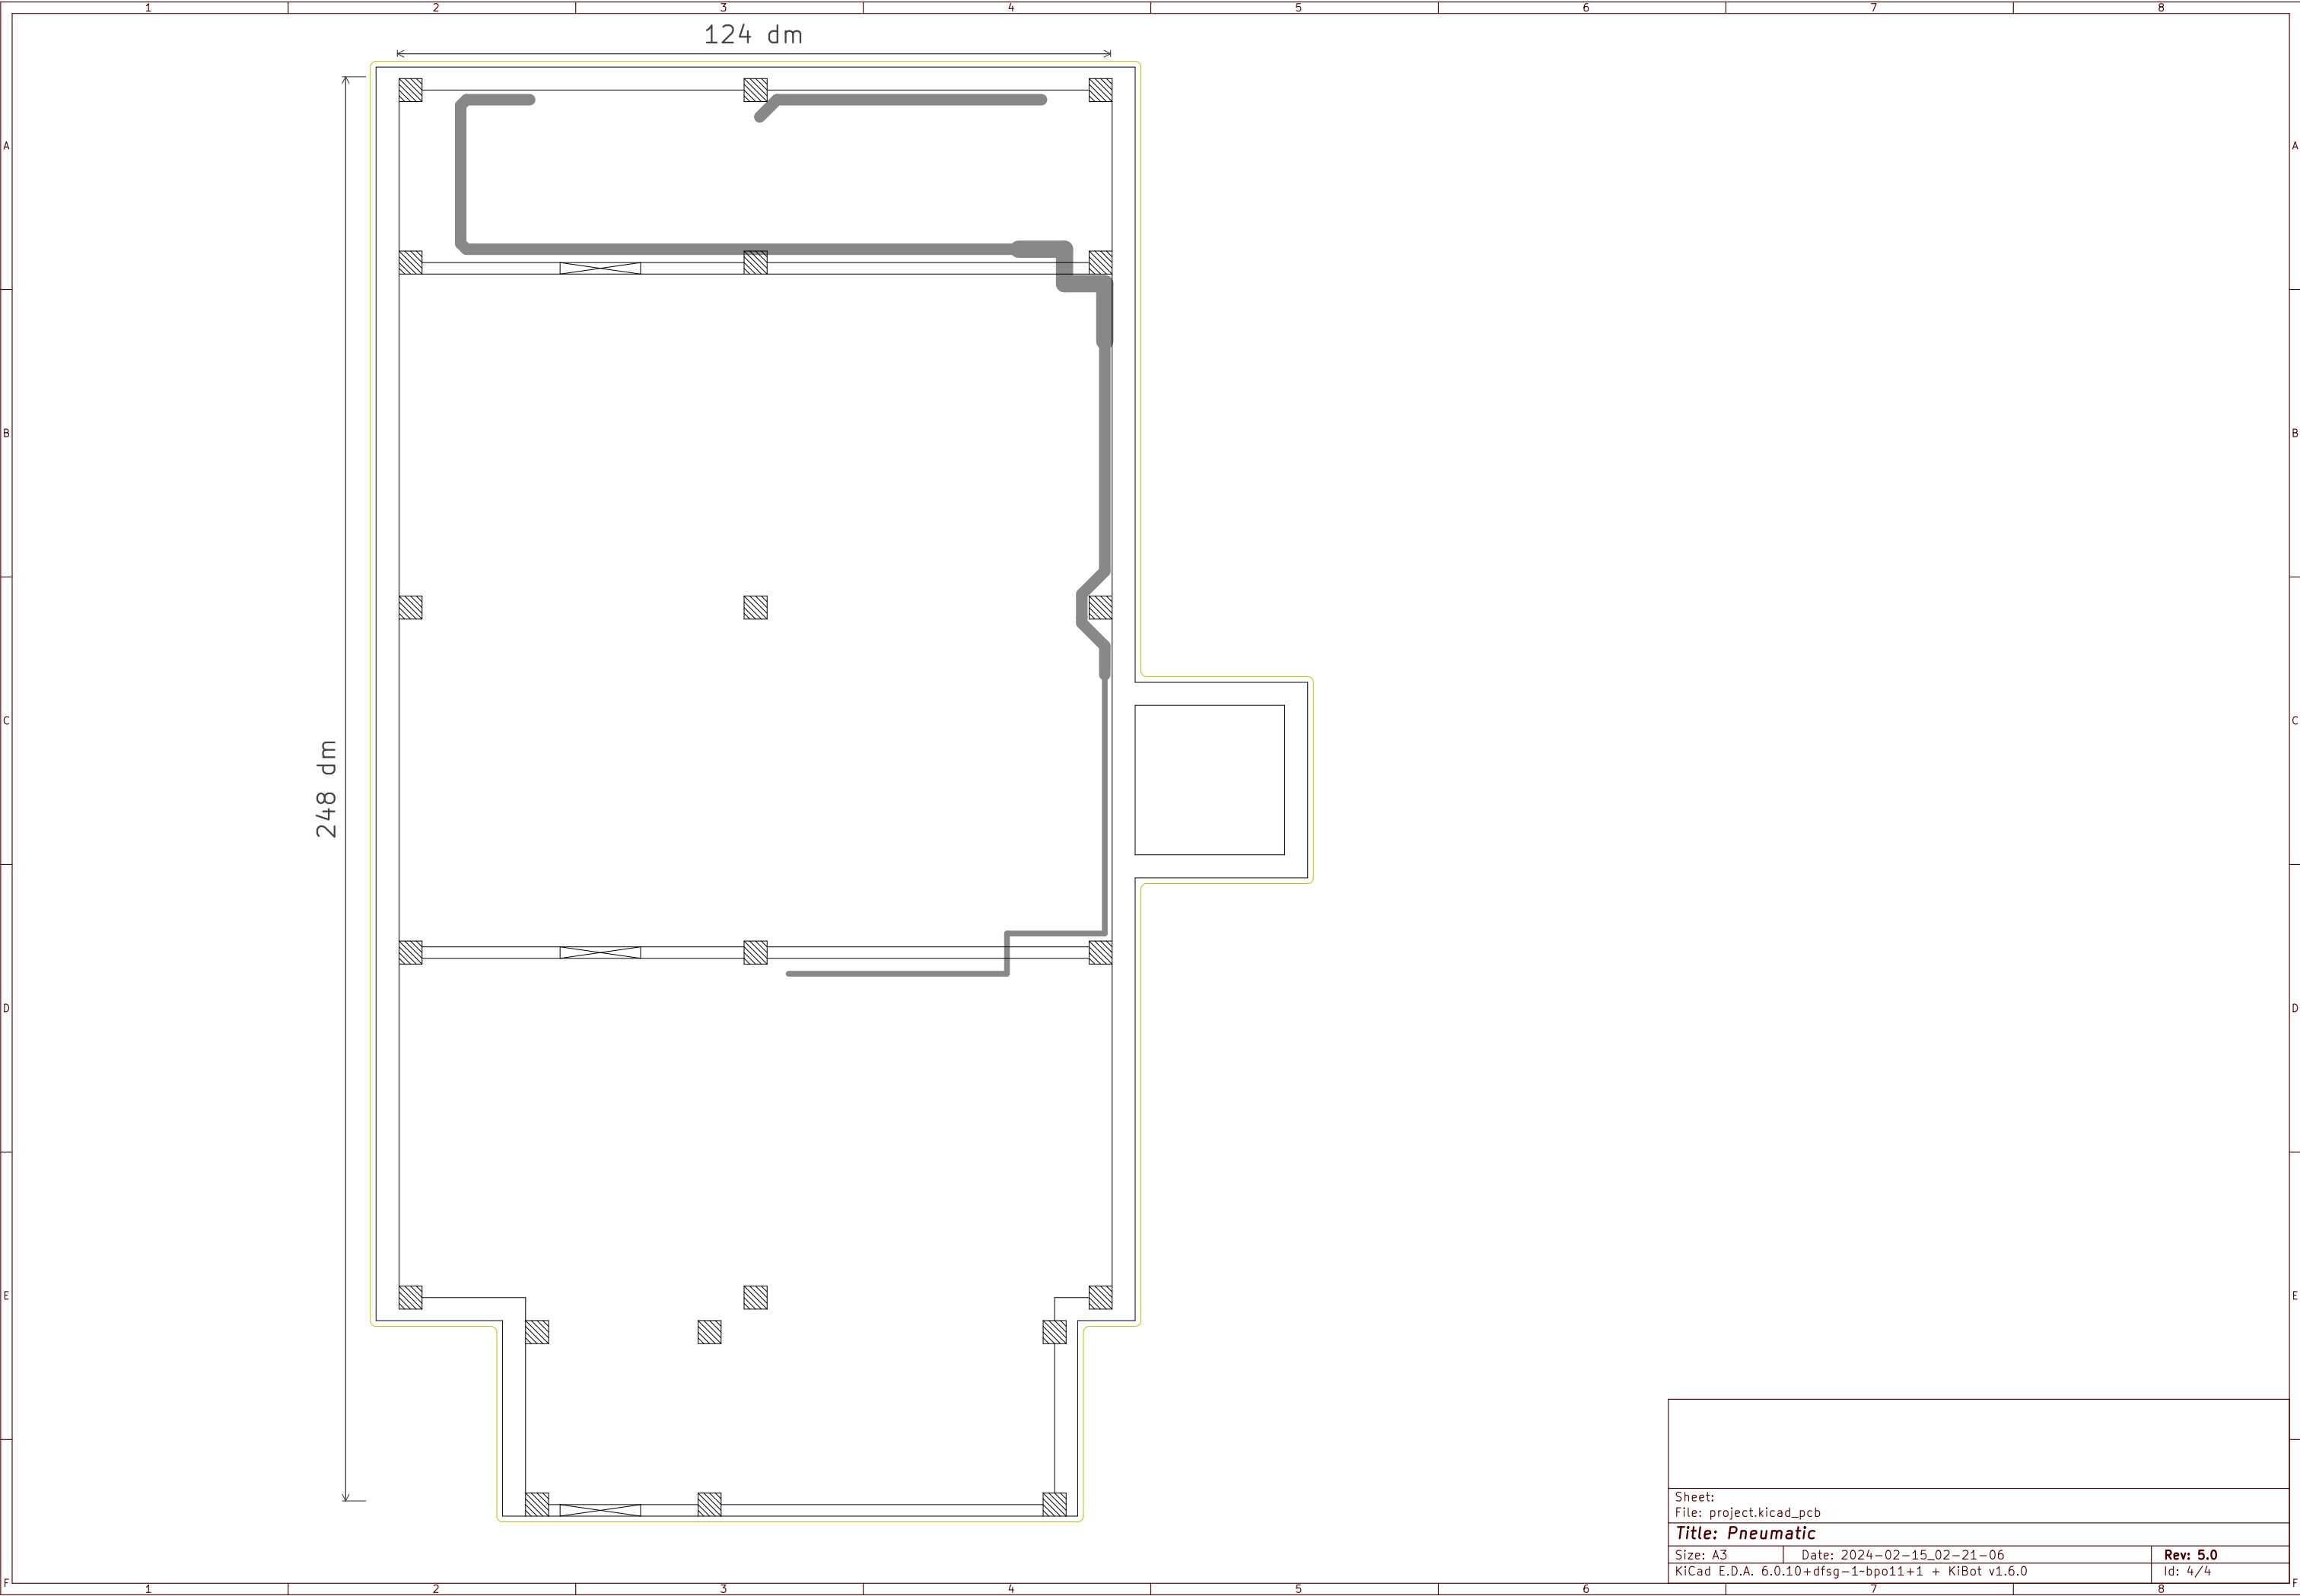 1 2 3 4 5 6 7 8
124 dm
A A
B B
248 dm
C C
D D
E E
Sheet:
File: project.kicad_pcb
Title: Pneumatic
Size: A3 Date: 2024-02-15_02-21-06 Rev: 5.0
KiCad E.D.A. 6.0.10+dfsg-1~bpo11+1 + KiBot v1.6.0 Id: 4/4
F F
1 2 3 4 5 6 7 8